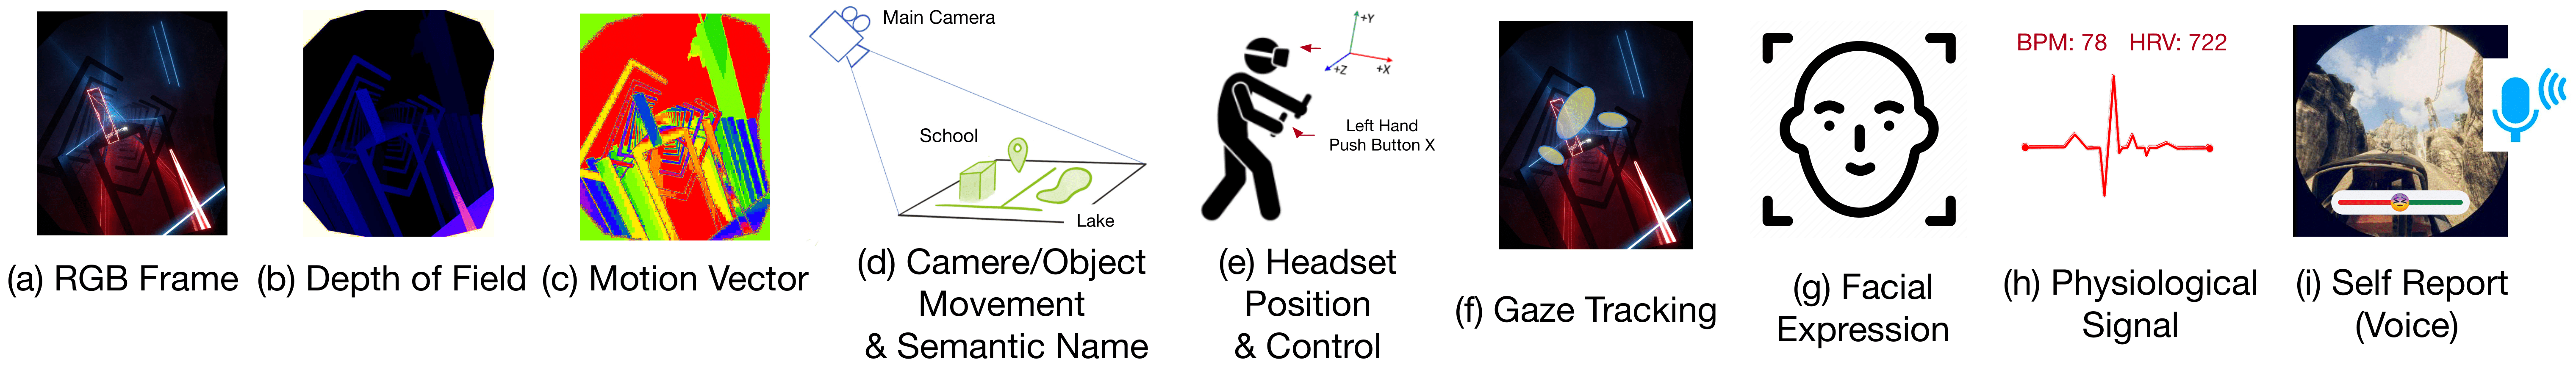 Main Camera
School
Lake
+Y
+Z
+X
Left Hand
Push Button X
BPM: 78 HRV: 722
(a) RGB Frame
(b) Depth of Field
(c) Motion Vector
(d) Camere/Object
Movement
& Semantic Name
(e) Headset
Position
& Control
(f) Gaze Tracking
(g) Facial
Expression
(h) Physiological
Signal
(i) Self Report
(Voice)